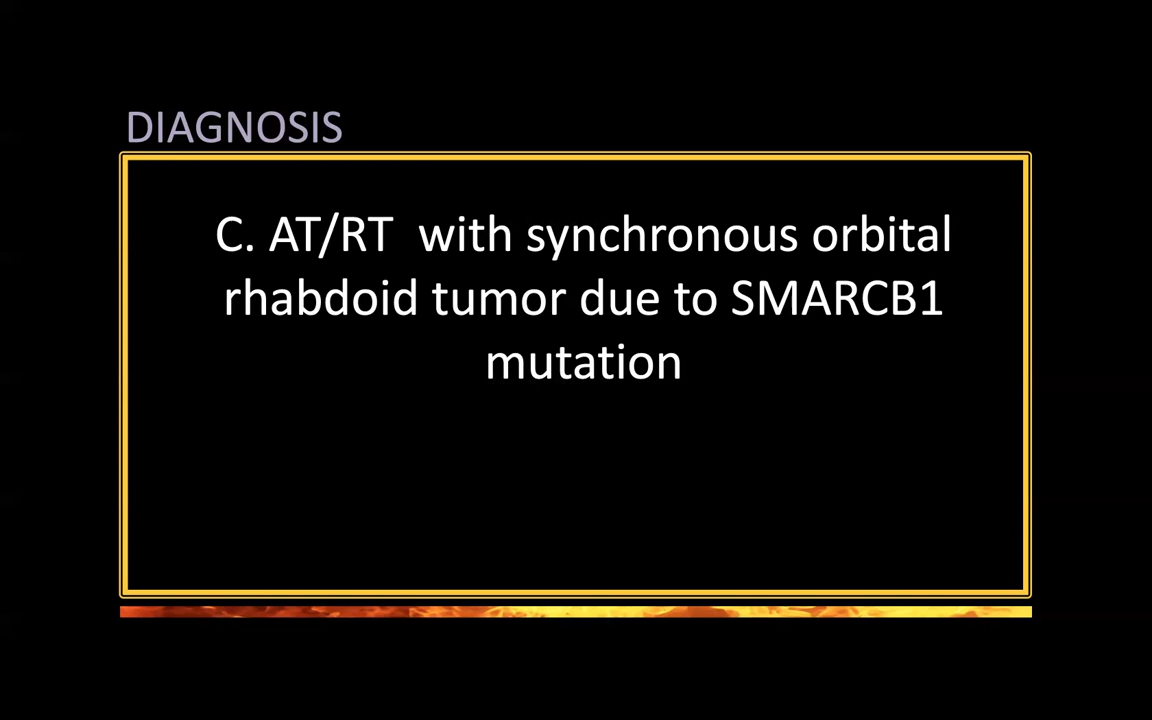 DIAGNOSIS
C. AT/RT with synchronous orbital
rhabdoid tumor due to SMARCB1
mutation